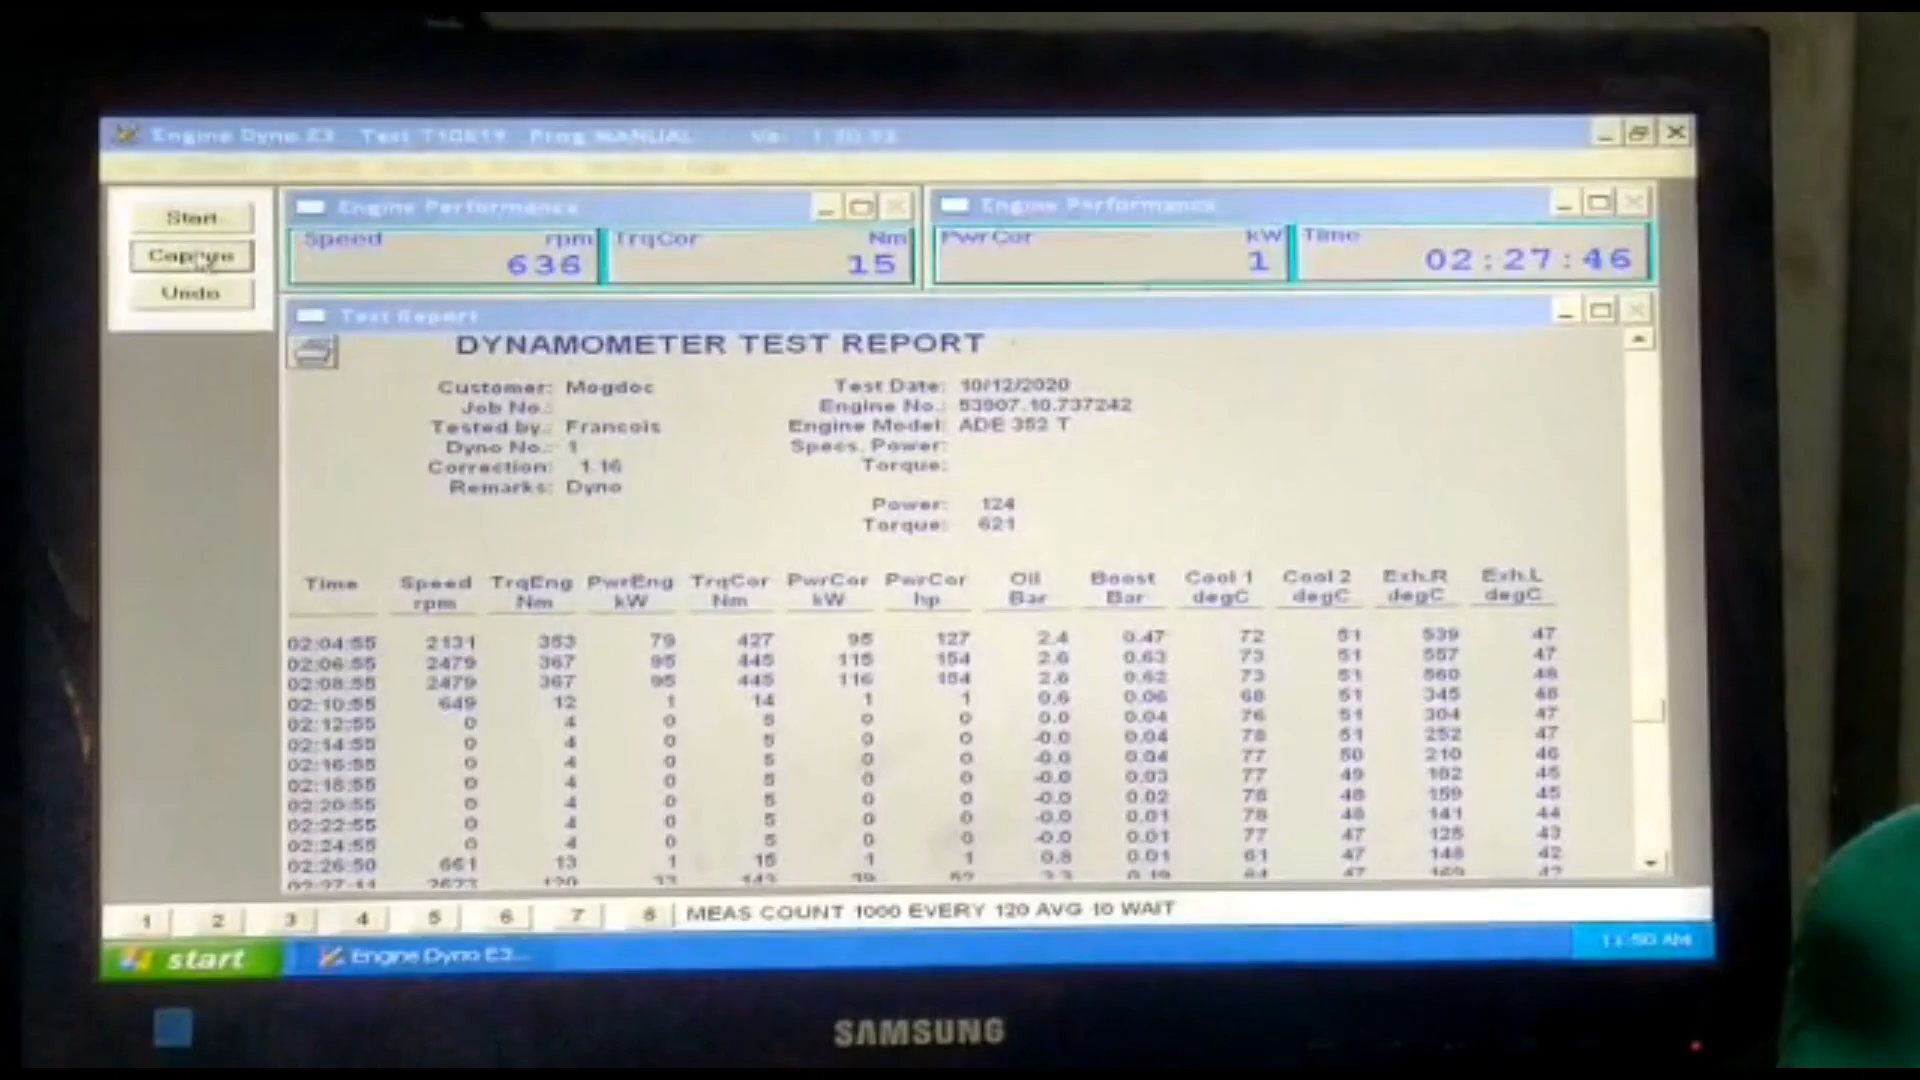 Engine Dyno E3 Test T10619 Prog MANUAL
Start
Capture
Undo
Engine Performance
Speed rpm TrqCor Nm
636 15
Engine Performance
PwrCor kW Time
1 02:27:46
Test Report
DYNAMOMETER TEST REPORT
Customer: Mogdoc Test Date: 10/12/2020
Job No.: Engine No.: 53907.10.737242
Tested by.: Francois Engine Model: ADE 352 T
Dyno No.: 1 Specs. Power:
Correction: 1.16 Torque:
Remarks: Dyno
Power: 124
Torque: 621
Time Speed TrqEng PwrEng TrqCor PwrCor PwrCor Oil Boost Cool 1 Cool 2 Exh.R Exh.L
rpm Nm kW Nm kW hp Bar Bar degC degC degC degC
02:04:55 2131 353 79 427 95 127 2.4 0.47 72 51 539 47
02:06:55 2479 367 95 445 115 154 2.6 0.63 73 51 557 47
02:08:55 2479 367 95 445 116 154 2.6 0.62 73 51 560 48
02:10:55 649 12 1 14 1 1 0.6 0.06 68 51 345 48
02:12:55 0 4 0 5 0 0 0.0 0.04 76 51 304 47
02:14:55 0 4 0 5 0 0 -0.0 0.04 78 51 252 47
02:16:55 0 4 0 5 0 0 -0.0 0.04 77 50 210 46
02:18:55 0 4 0 5 0 0 -0.0 0.03 77 49 182 45
02:20:55 0 4 0 5 0 0 -0.0 0.02 78 48 159 45
02:22:55 0 4 0 5 0 0 -0.0 0.01 78 48 141 44
02:24:55 0 4 0 5 0 0 -0.0 0.01 77 47 128 43
02:26:50 661 13 1 15 1 1 0.8 0.01 61 47 148 42
1 2 3 4 5 6 7 8 MEAS COUNT 1000 EVERY 120 AVG 10 WAIT
start Engine Dyno E3... 11:50 AM
SAMSUNG